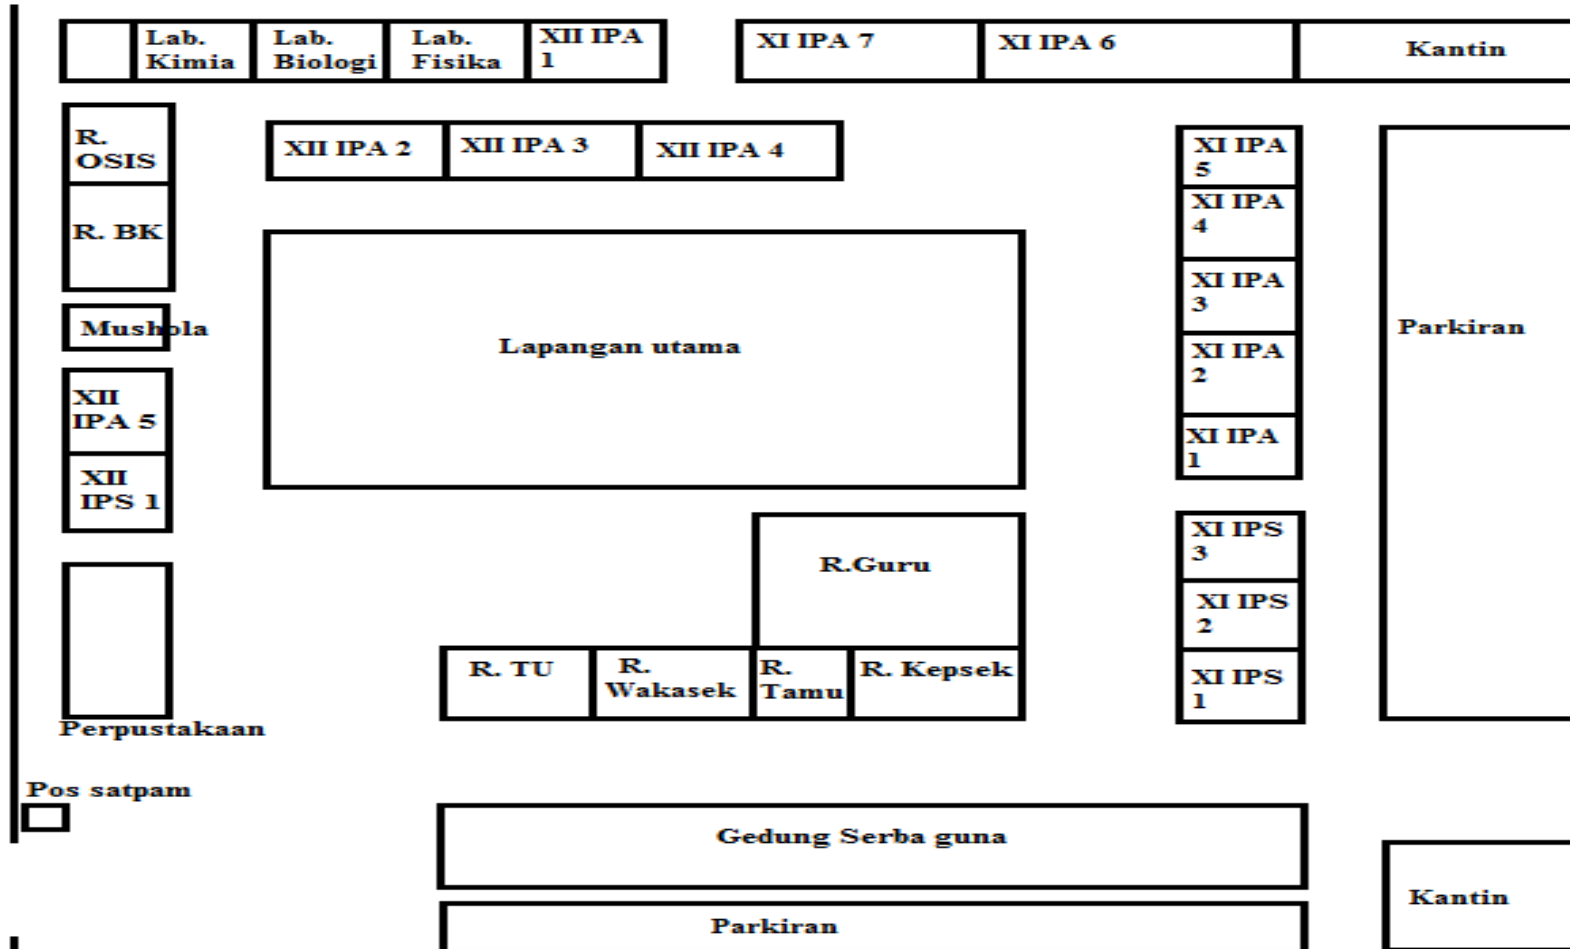 Lab.
Kimia
Lab.
Biologi
Lab.
Fisika
XII IPA
1
XI IPA 7
XI IPA 6
Kantin
R.
OSIS
R. BK
Mushola
XII
IPA 5
XII
IPS 1
Perpustakaan
Pos satpam
XII IPA 2
XII IPA 3
XII IPA 4
Lapangan utama
R.Guru
R. TU
R.
Wakasek
R.
Tamu
R. Kepsek
XI IPA
5
XI IPA
4
XI IPA
3
XI IPA
2
XI IPA
1
XI IPS
3
XI IPS
2
XI IPS
1
Parkiran
Gedung Serba guna
Parkiran
Kantin